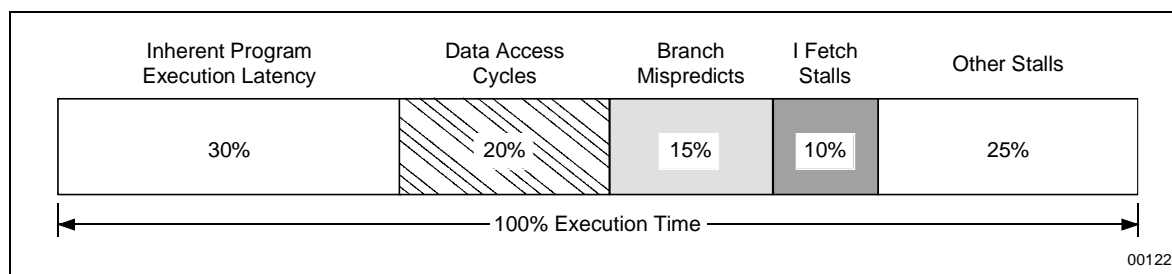 Inherent Program
Execution Latency
Data Access
Cycles
Branch
Mispredicts
I Fetch
Stalls
Other Stalls
30%
20%
15%
10%
25%
100% Execution Time
00122